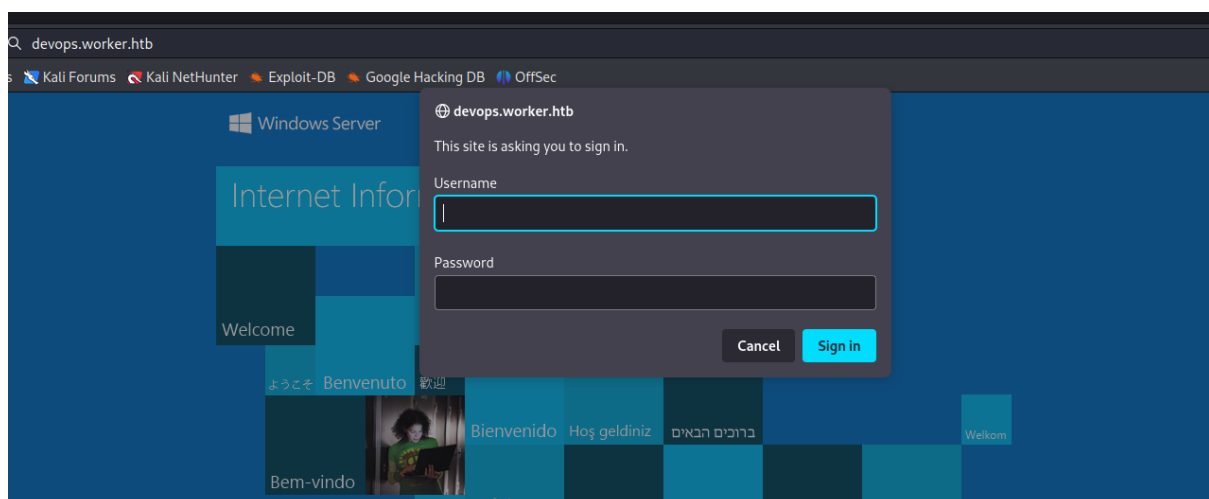 devops.worker.htb
s Kali Forums Kali NetHunter Exploit-DB Google Hacking DB OffSec
Windows Server
Internet Infor
devops.worker.htb
This site is asking you to sign in.
Username
Password
Cancel Sign in
Welcome
ようこそ Benvenuto 歡迎
Bienvenido Hoş geldiniz ברוכים הבאים Welkom
Bem-vindo